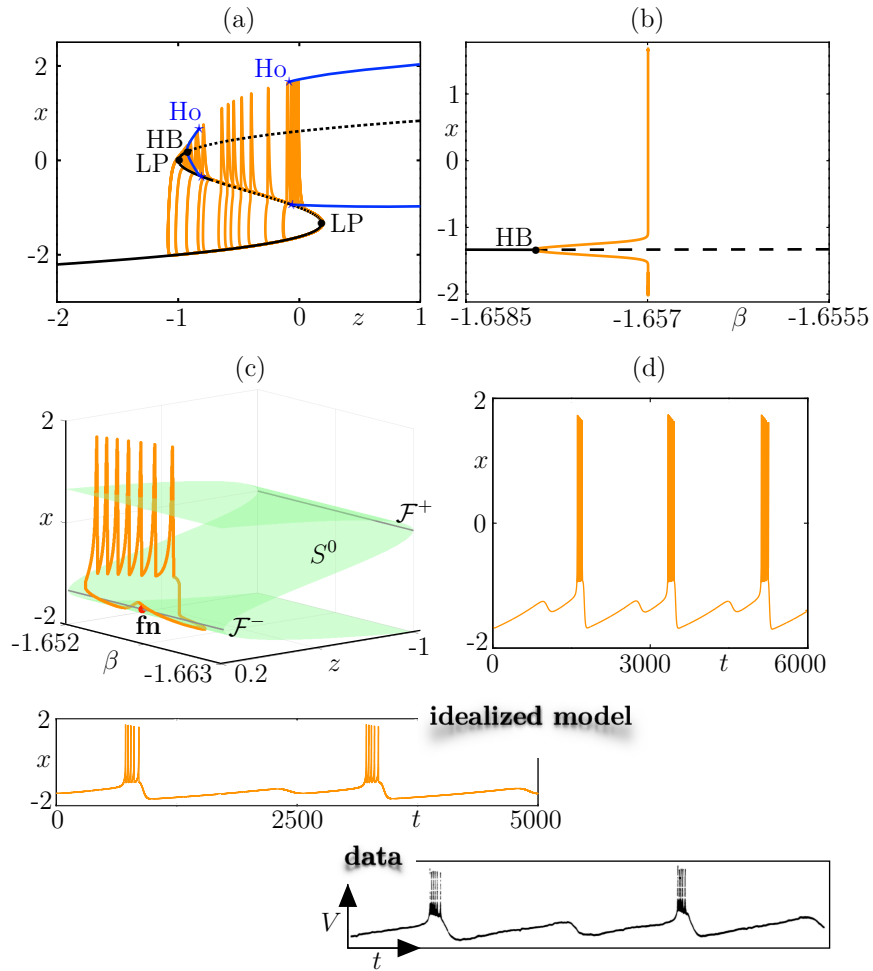 (a)
(b)
2
x
0
-2
Ho
Ho
HB
LP
LP
-2
-1
0
z
1
1
x
0
-1
-2
HB
-1.6585
-1.657
β
-1.6555
(c)
(d)
2
x
-2
-1.652
β
-1.663
0.2
z
-1
F⁺
S⁰
F⁻
fn
2
x
0
-2
0
3000
t
6000
idealized model
2
x
-2
0
2500
t
5000
data
V
t